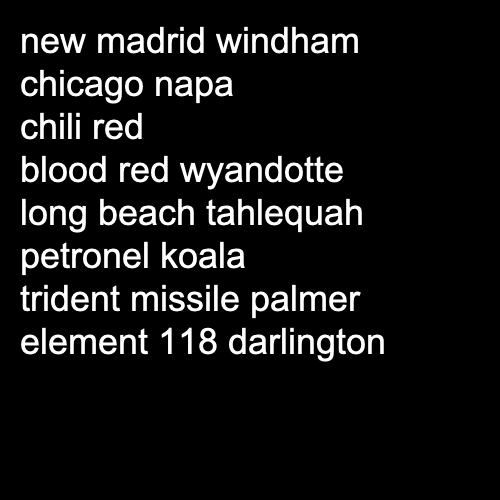 new madrid windham
chicago napa
chili red
blood red wyandotte
long beach tahlequah
petronel koala
trident missile palmer
element 118 darlington